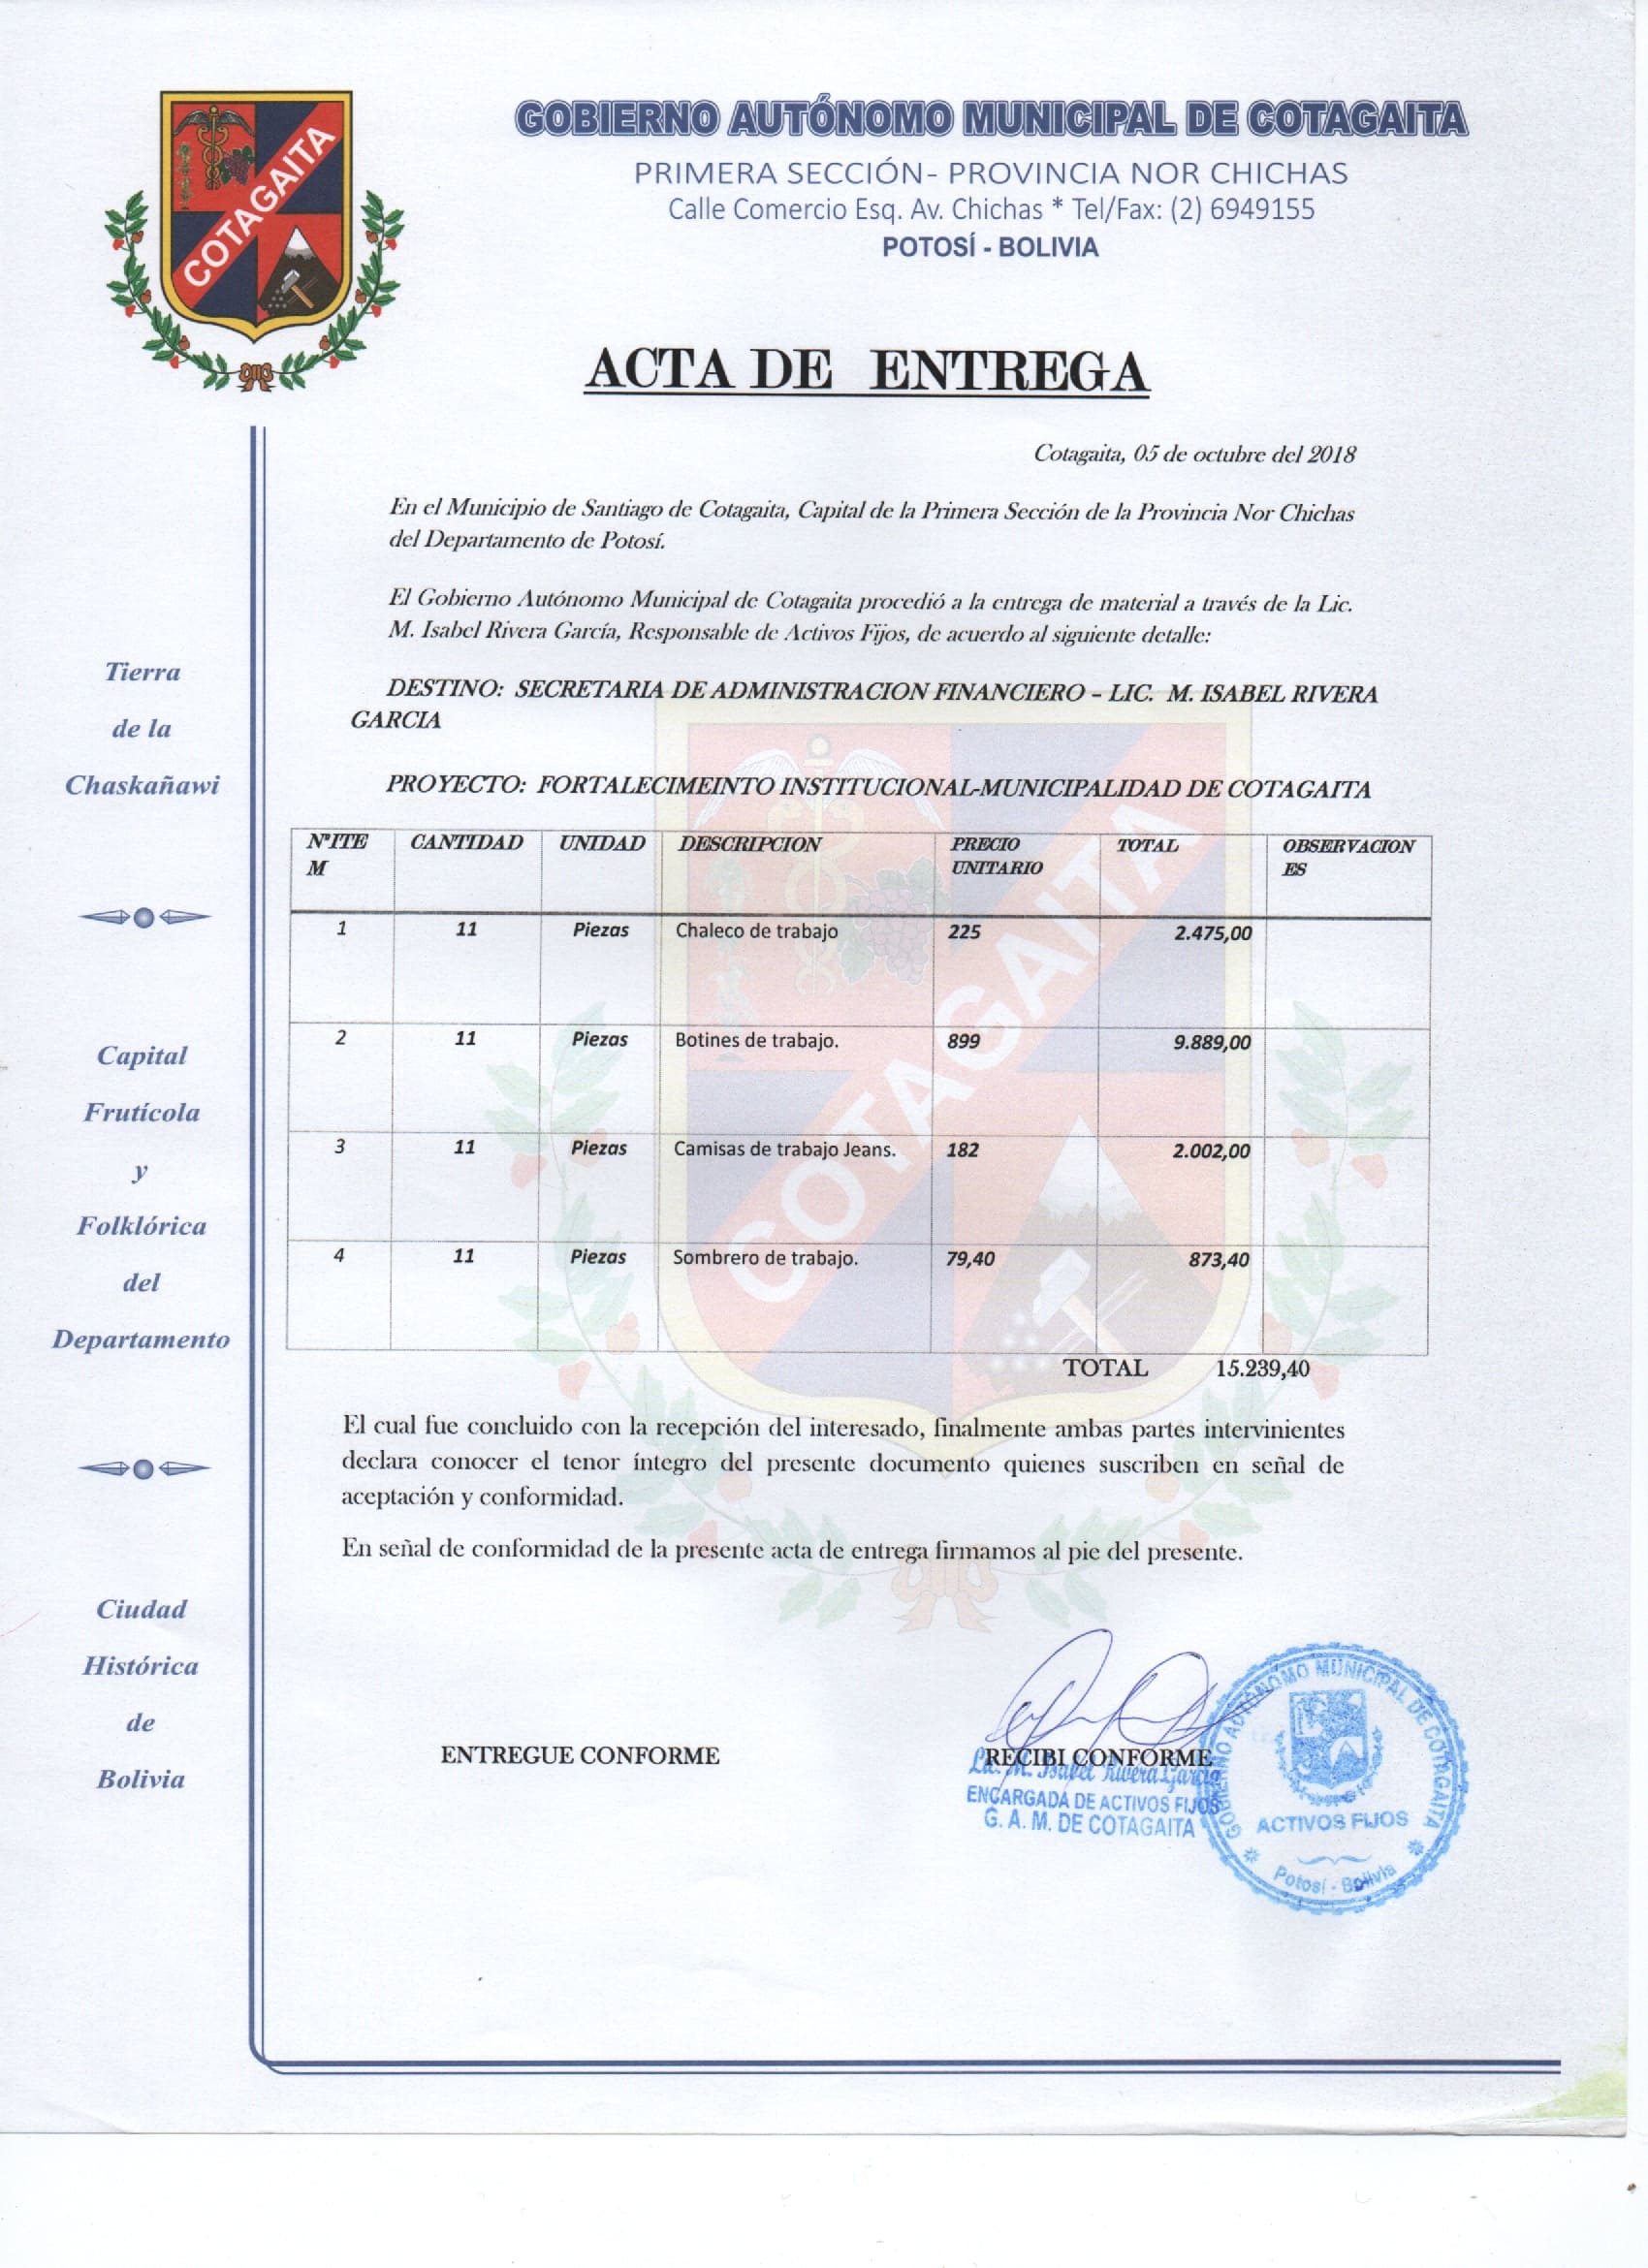 COTAGAITA
GOBIERNO AUTÓNOMO MUNICIPAL DE COTAGAITA
PRIMERA SECCIÓN- PROVINCIA NOR CHICHAS
Calle Comercio Esq. Av. Chichas * Tel/Fax: (2) 6949155
POTOSÍ - BOLIVIA
ACTA DE ENTREGA
Cotagaita, 05 de octubre del 2018
En el Municipio de Santiago de Cotagaita, Capital de la Primera Sección de la Provincia Nor Chichas
del Departamento de Potosí.
El Gobierno Autónomo Municipal de Cotagaita procedió a la entrega de material a través de la Lic.
M. Isabel Rivera García, Responsable de Activos Fijos, de acuerdo al siguiente detalle:
DESTINO: SECRETARIA DE ADMINISTRACION FINANCIERO – LIC. M. ISABEL RIVERA
GARCIA
PROYECTO: FORTALECIMEINTO INSTITUCIONAL-MUNICIPALIDAD DE COTAGAITA
N°ITE CANTIDAD UNIDAD DESCRIPCION PRECIO TOTAL OBSERVACION
M UNITARIO ES
1 11 Piezas Chaleco de trabajo 225 2.475,00
2 11 Piezas Botines de trabajo. 899 9.889,00
3 11 Piezas Camisas de trabajo Jeans. 182 2.002,00
4 11 Piezas Sombrero de trabajo. 79,40 873,40
TOTAL 15.239,40
COTAGAITA
El cual fue concluido con la recepción del interesado, finalmente ambas partes intervinientes
declara conocer el tenor íntegro del presente documento quienes suscriben en señal de
aceptación y conformidad.
En señal de conformidad de la presente acta de entrega firmamos al pie del presente.
ENTREGUE CONFORME RECIBI CONFORME
Lic. M. Isabel Rivera García
ENCARGADA DE ACTIVOS FIJOS
G. A. M. DE COTAGAITA
GOBIERNO AUTÓNOMO MUNICIPAL DE COTAGAITA
ACTIVOS FIJOS
Potosí - Bolivia
Tierra
de la
Chaskañawi
Capital
Frutícola
y
Folklórica
del
Departamento
Ciudad
Histórica
de
Bolivia